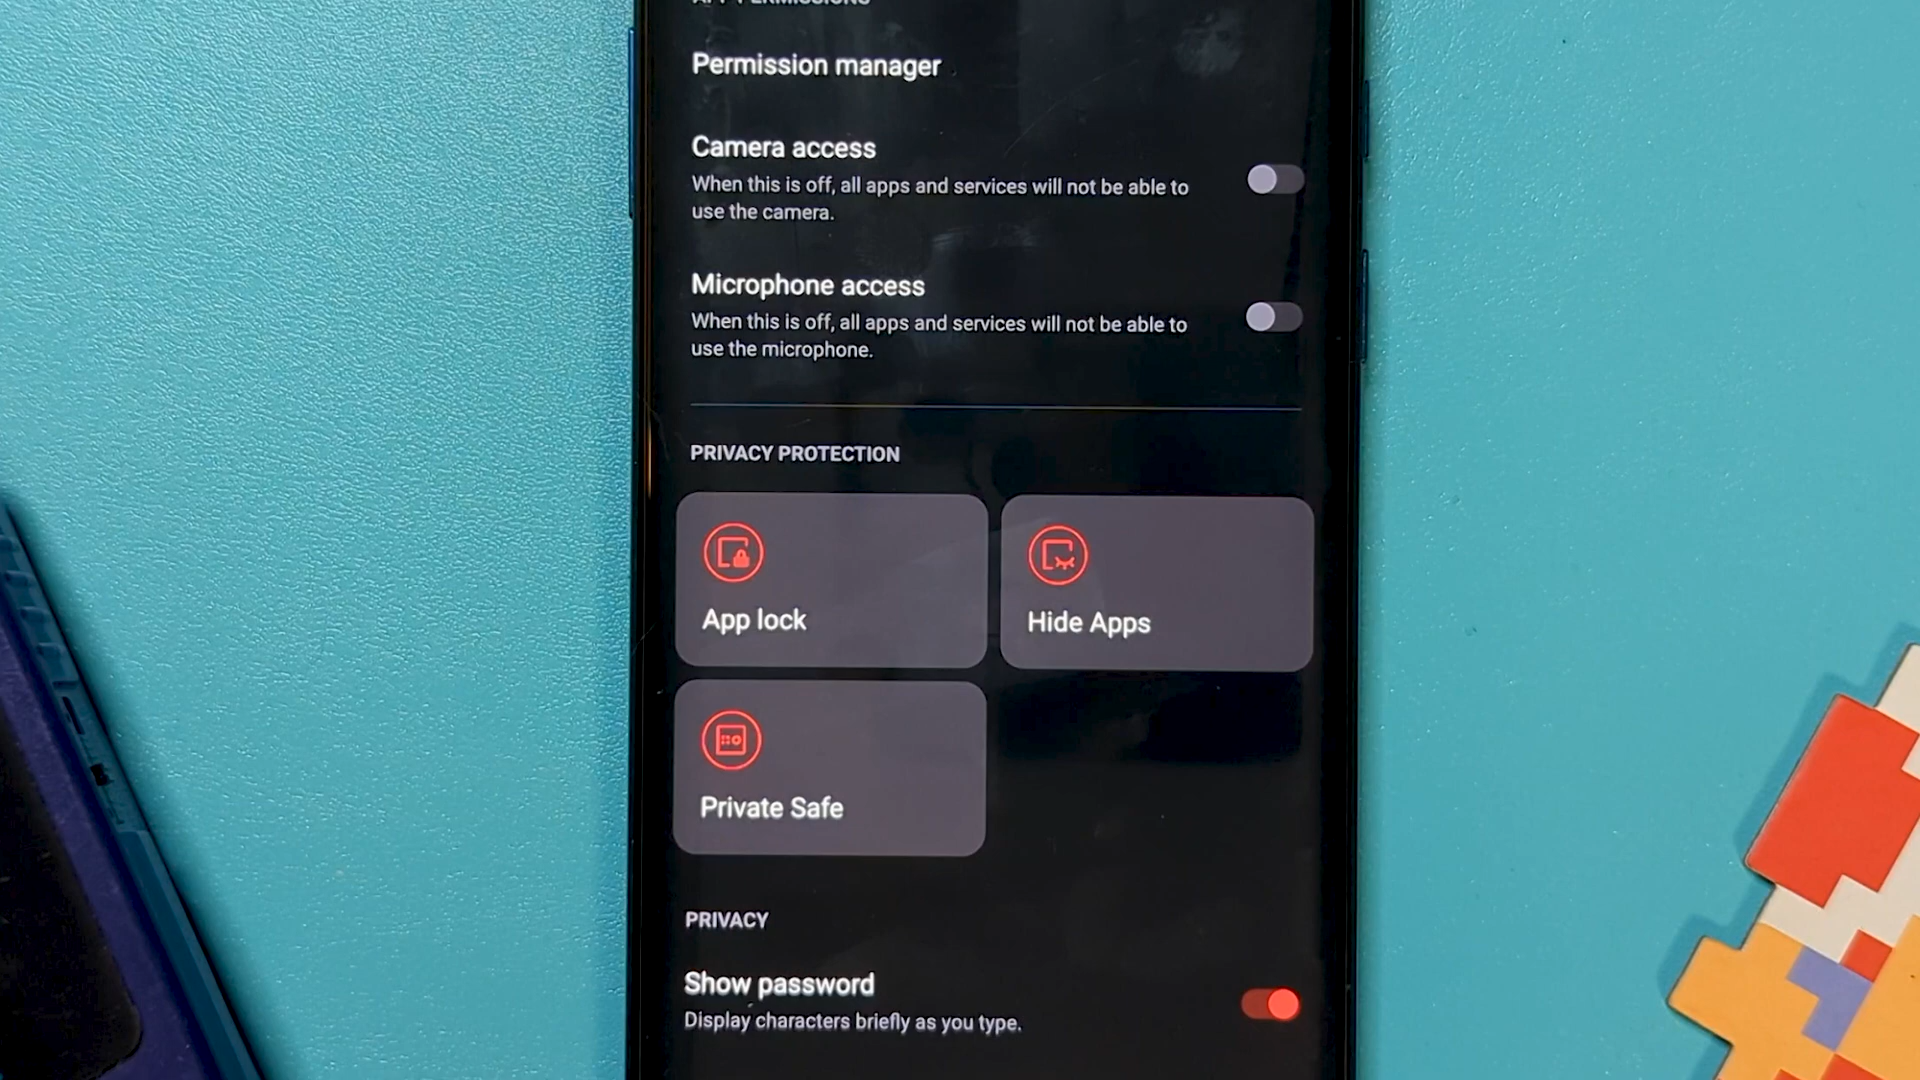 APP PERMISSIONS
Permission manager
Camera access
When this is off, all apps and services will not be able to
use the camera.
Microphone access
When this is off, all apps and services will not be able to
use the microphone.
PRIVACY PROTECTION
App lock
Hide Apps
Private Safe
PRIVACY
Show password
Display characters briefly as you type.